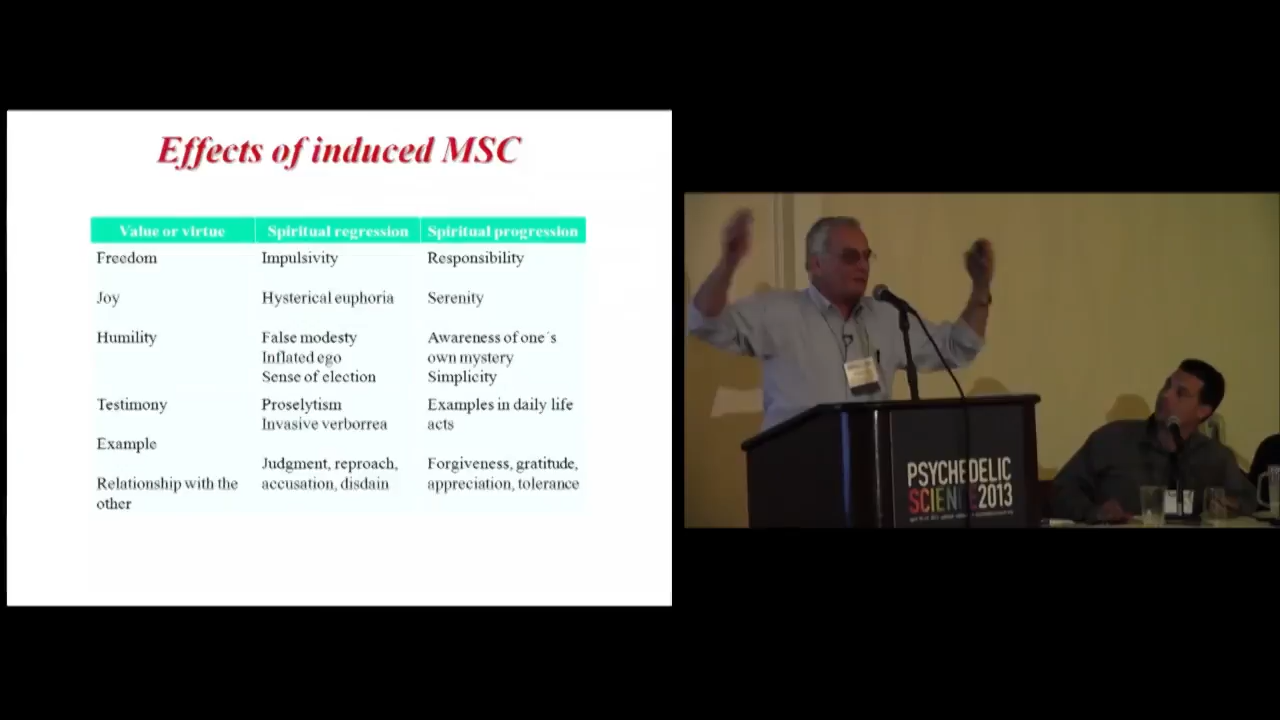 Effects of induced MSC
Value or virtue Spiritual regression Spiritual progression
Freedom Impulsivity Responsibility
Joy Hysterical euphoria Serenity
Humility False modesty Awareness of one´s
Inflated ego own mystery
Sense of election Simplicity
Testimony Proselytism Examples in daily life
Invasive verborrea acts
Example
Judgment, reproach, Forgiveness, gratitude,
Relationship with the accusation, disdain appreciation, tolerance
other
PSYCHEDELIC
SCIENCE2013